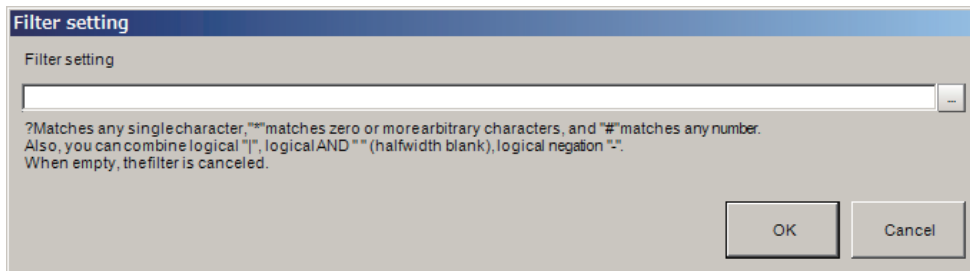 Filter setting
Filter setting
...
?Matches any single character,"*"matches zero or more arbitrary characters, and "#"matches any number.
Also, you can combine logical "|", logical AND " " (halfwidth blank), logical negation "-".
When empty, the filter is canceled.
OK
Cancel